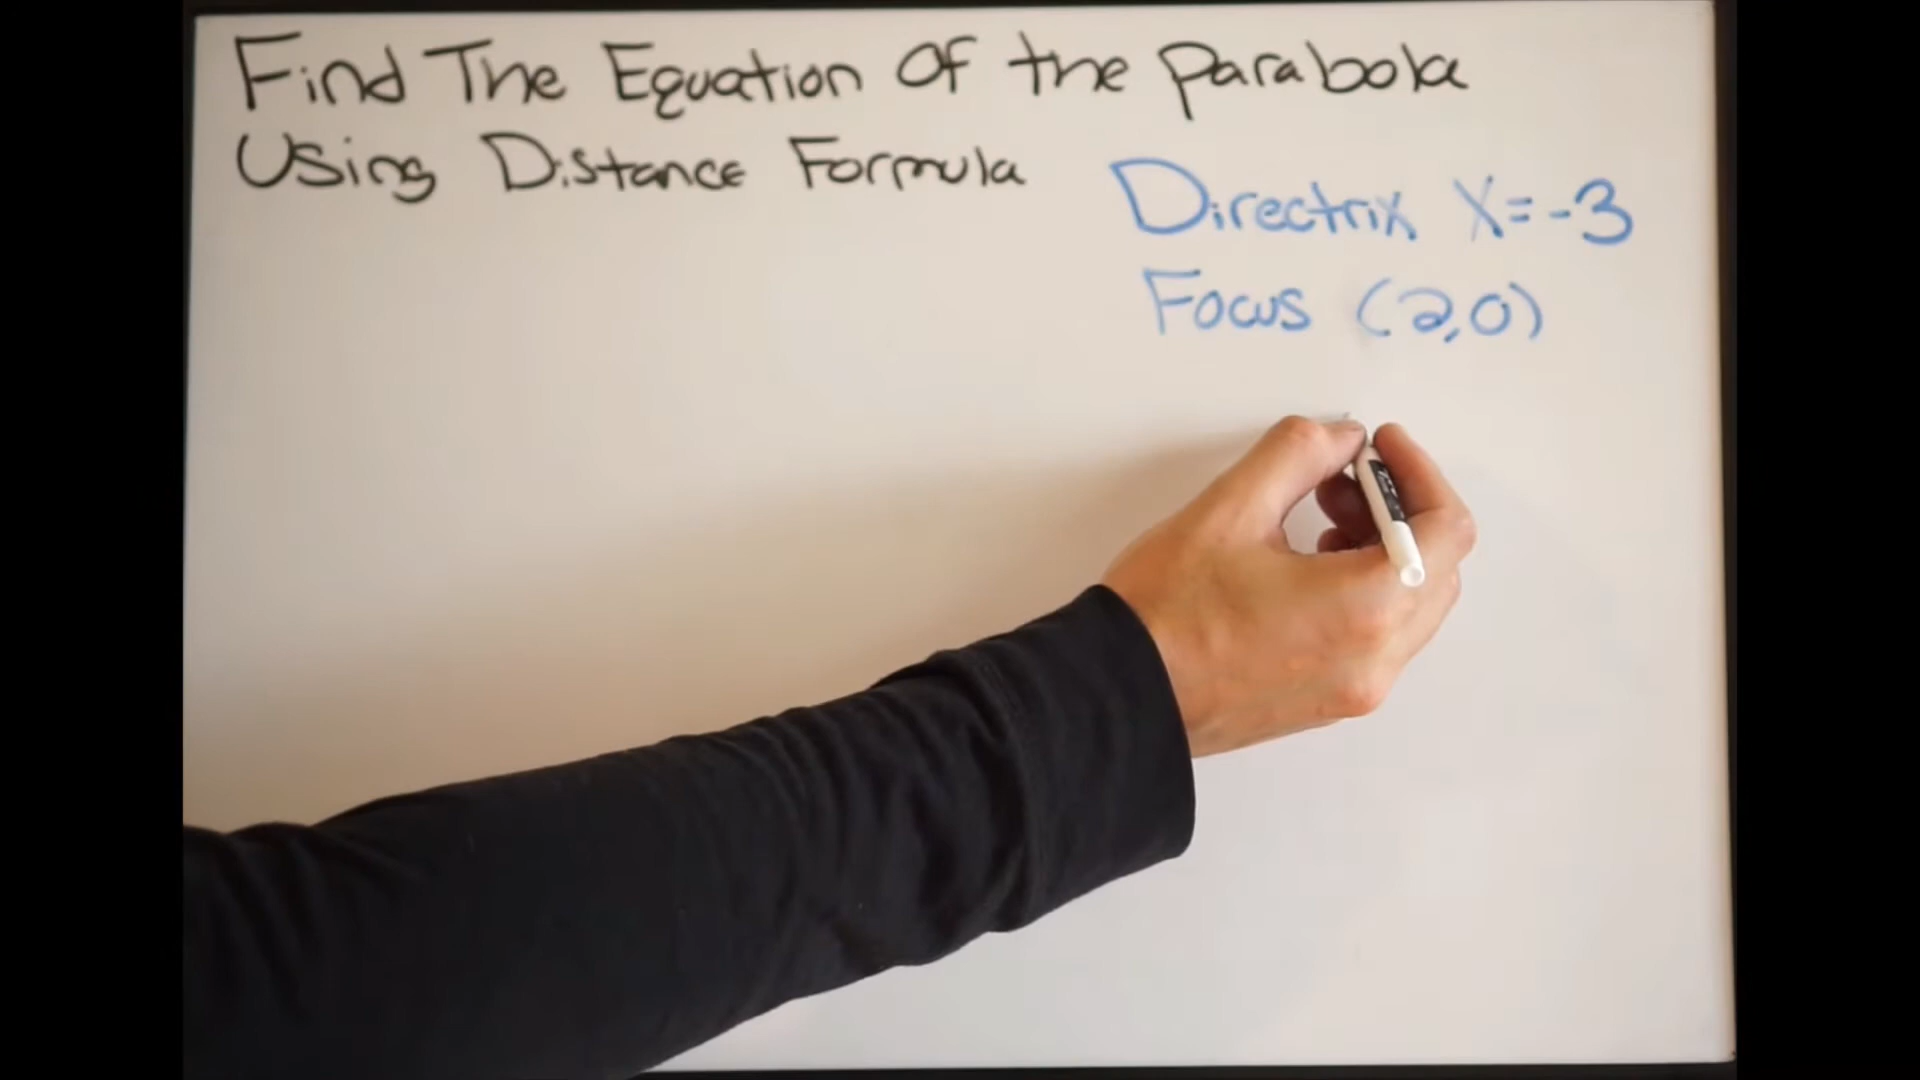 Find The Equation Of the Parabola
Using Distance Formula
Directrix X=-3
Focus (2,0)